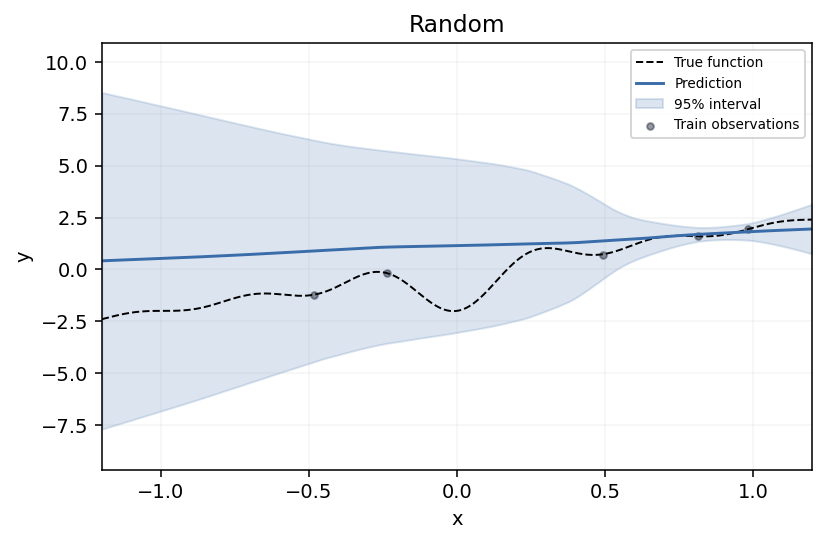 Random
10.0
7.5
5.0
2.5
0.0
−2.5
−5.0
−7.5
y
−1.0 −0.5 0.0 0.5 1.0
x
True function
Prediction
95% interval
Train observations